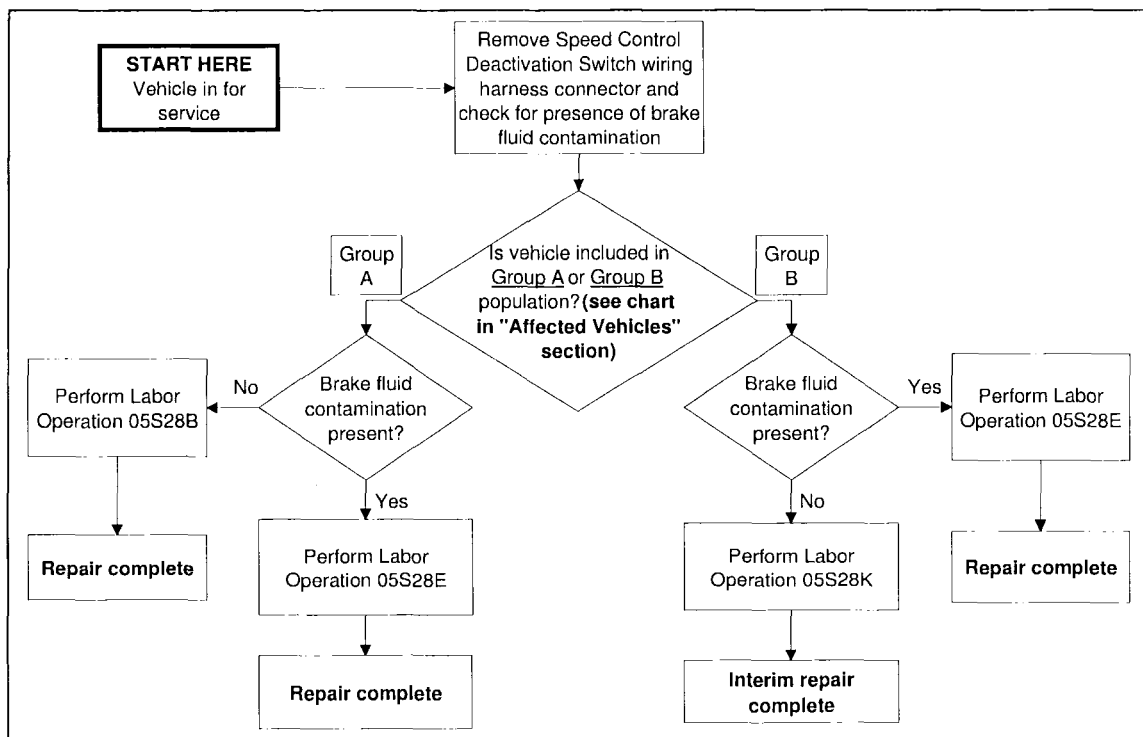 START HERE
Vehicle in for
service
Remove Speed Control
Deactivation Switch wiring
harness connector and
check for presence of brake
fluid contamination
Group
A
Is vehicle included in
Group A or Group B
population? (see chart
in "Affected Vehicles"
section)
Group
B
No
Perform Labor
Operation 05S28B
Brake fluid
contamination
present?
Brake fluid
contamination
present?
Yes
Perform Labor
Operation 05S28E
Repair complete
Yes
Perform Labor
Operation 05S28E
Repair complete
No
Perform Labor
Operation 05S28K
Interim repair
complete
Repair complete